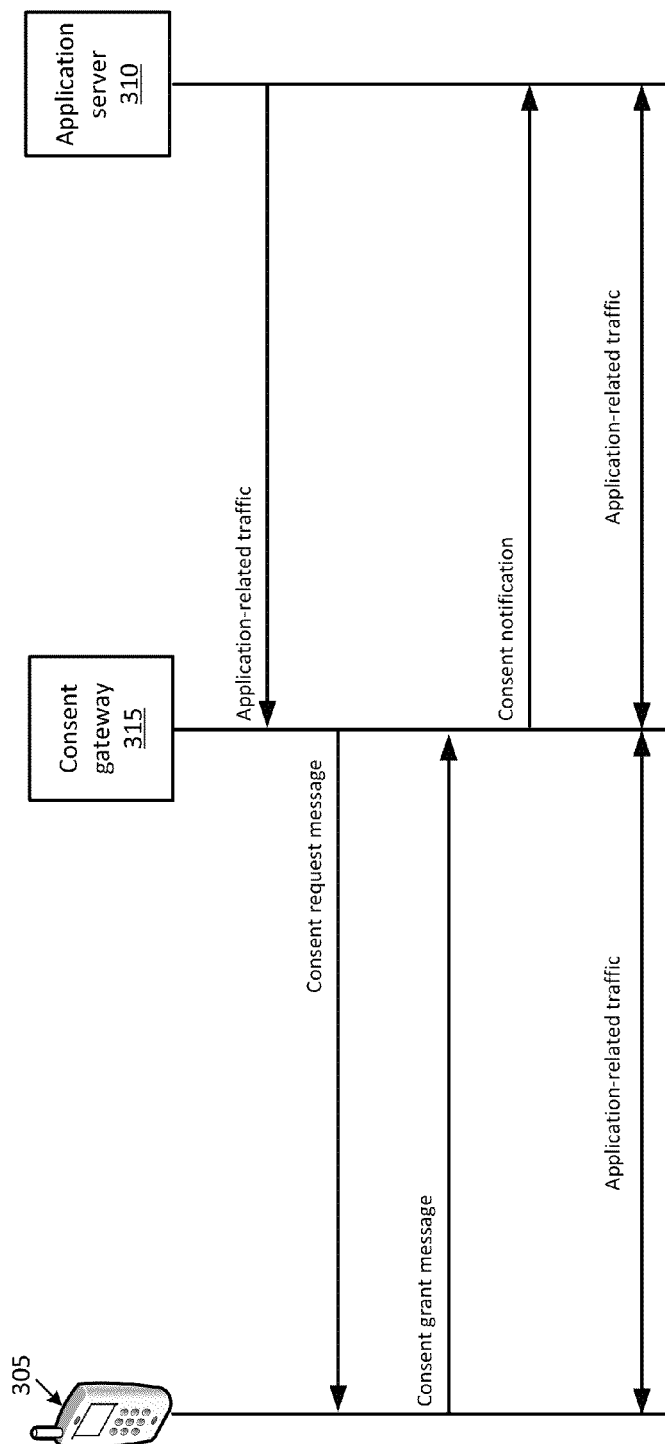 305
Consent
gateway
315
Application
server
310
Application-related traffic
Consent request message
Consent grant message
Consent notification
Application-related traffic
Application-related traffic